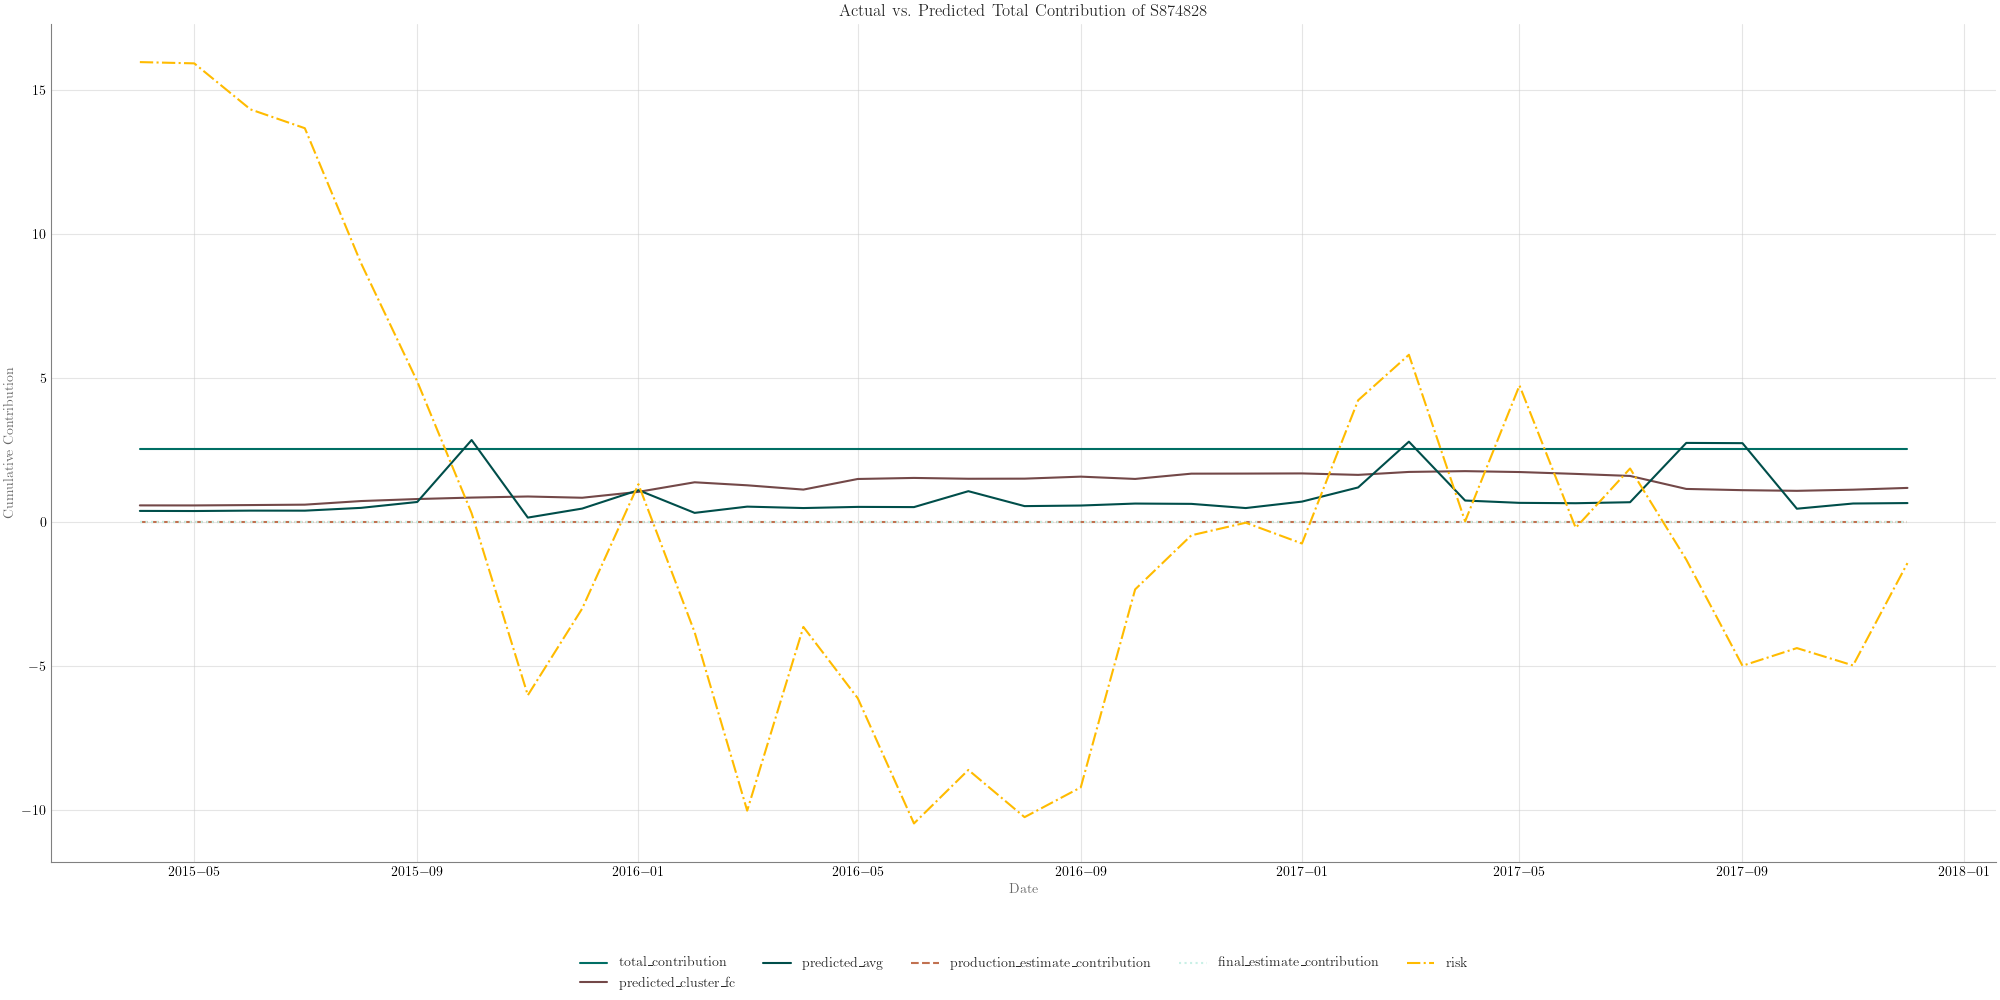 Actual vs. Predicted Total Contribution of S874828
Cumulative Contribution
15
10
5
0
−5
−10
2015−05 2015−09 2016−01 2016−05 2016−09 2017−01 2017−05 2017−09 2018−01
Date
total_contribution predicted_avg production_estimate_contribution final_estimate_contribution risk
predicted_cluster_fc